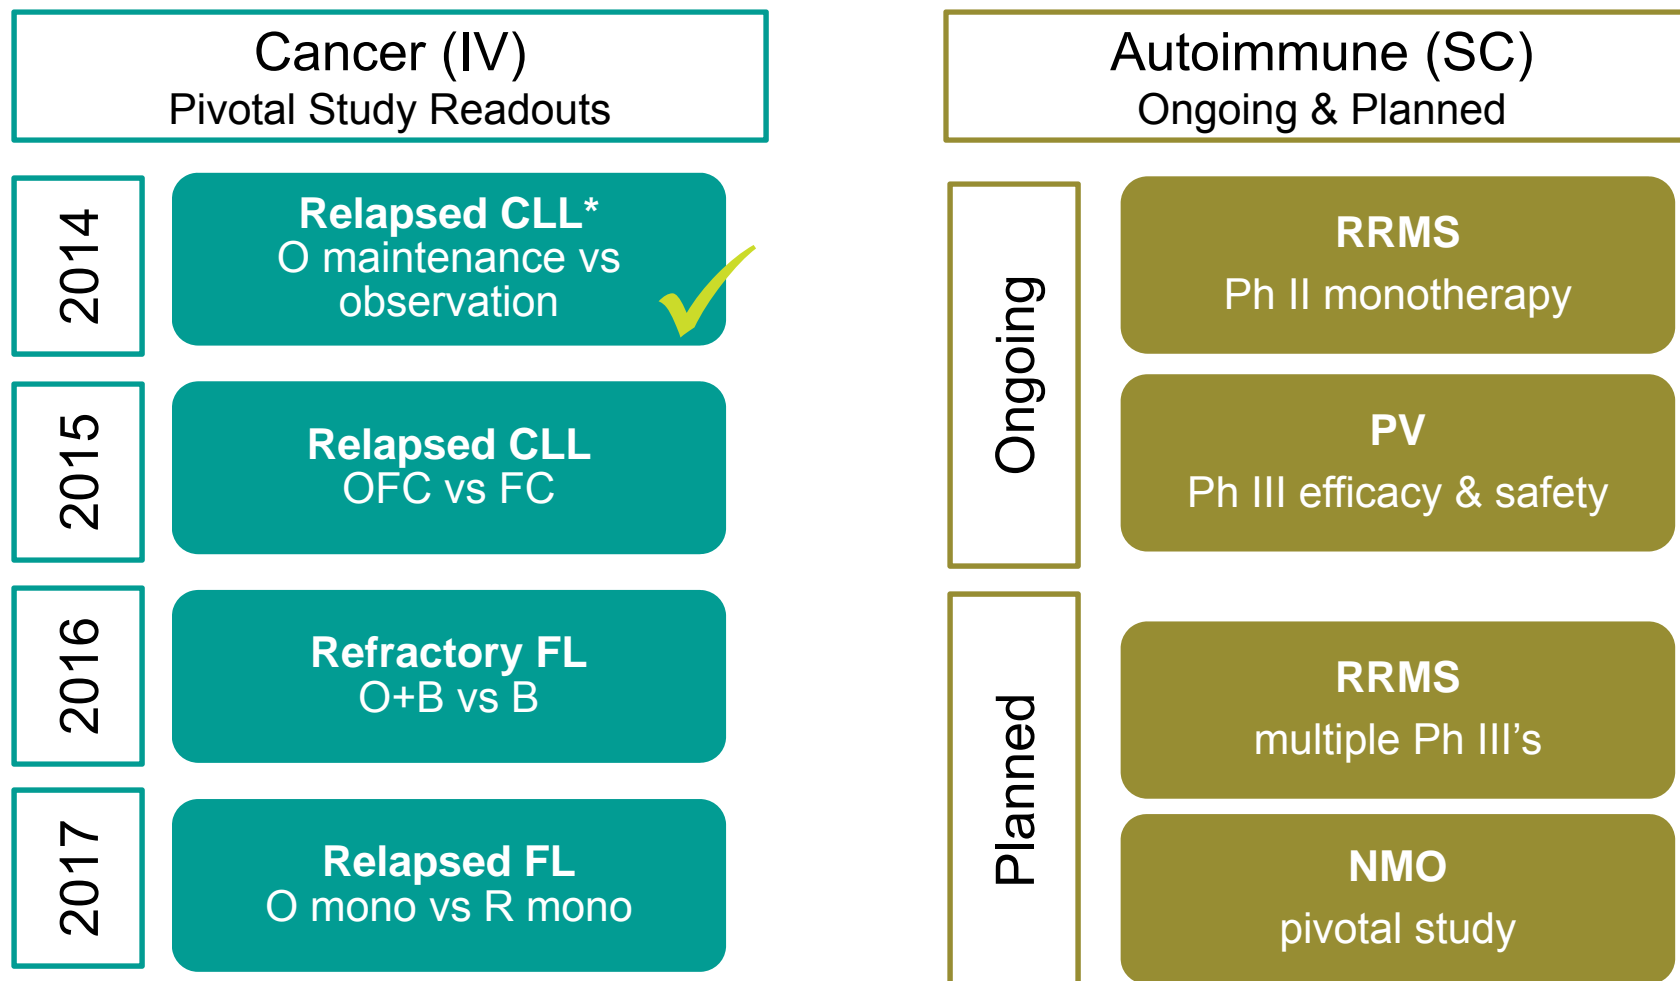 Cancer (IV)
Pivotal Study Readouts
2014
Relapsed CLL*
O maintenance vs
observation
2015
Relapsed CLL
OFC vs FC
2016
Refractory FL
O+B vs B
2017
Relapsed FL
O mono vs R mono
Autoimmune (SC)
Ongoing & Planned
Ongoing
RRMS
Ph II monotherapy
PV
Ph III efficacy & safety
Planned
RRMS
multiple Ph III’s
NMO
pivotal study